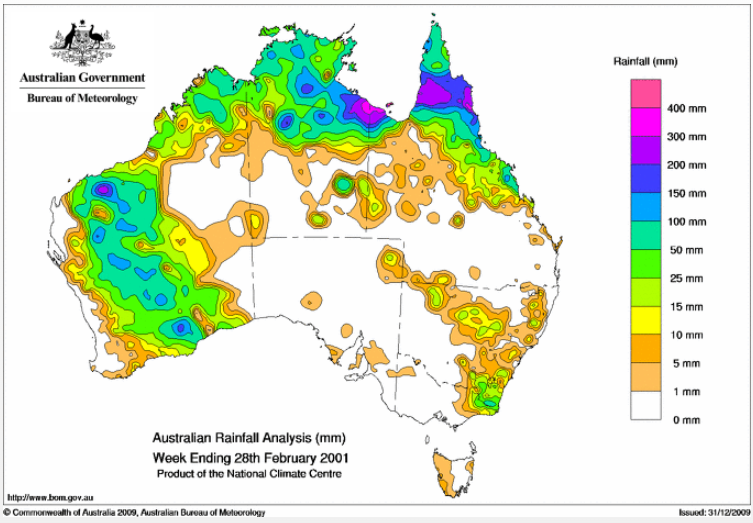 Australian Government
Bureau of Meteorology
Rainfall (mm)
400 mm
300 mm
200 mm
150 mm
100 mm
50 mm
25 mm
15 mm
10 mm
5 mm
1 mm
0 mm
Australian Rainfall Analysis (mm)
Week Ending 28th February 2001
Product of the National Climate Centre
http://www.bom.gov.au
© Commonwealth of Australia 2009, Australian Bureau of Meteorology
Issued: 31/12/2009